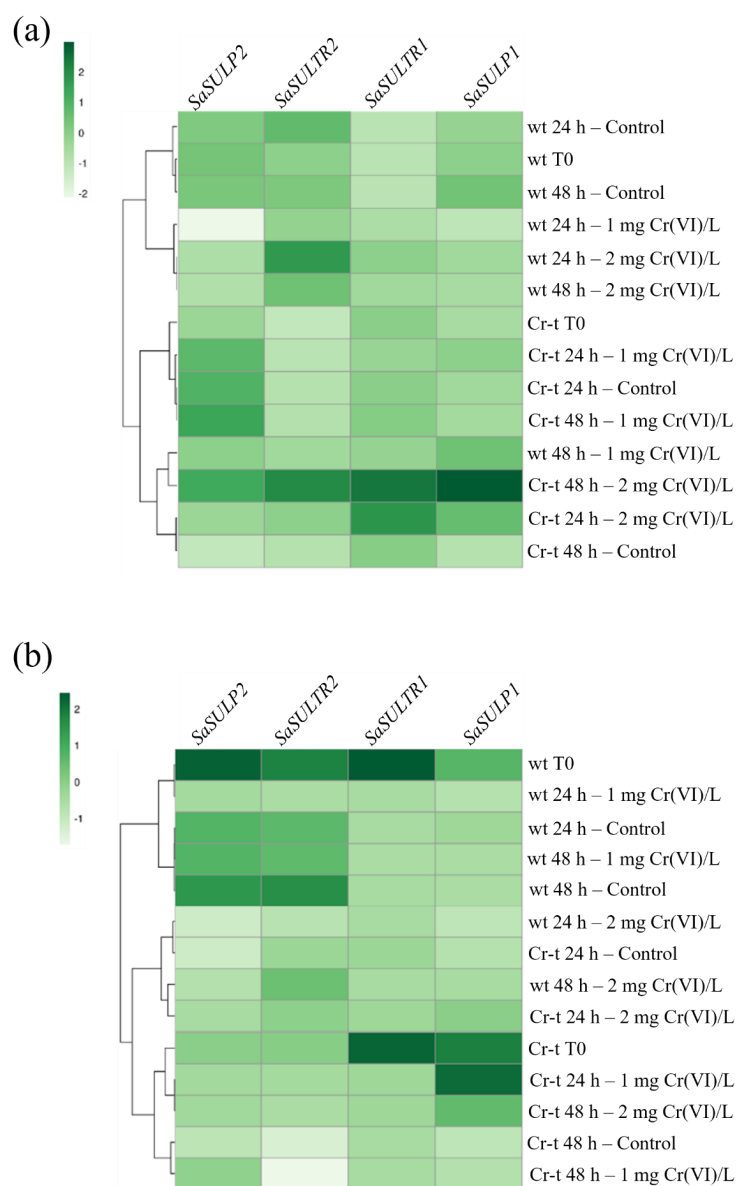 (a)
SaSULP2 SaSULTR2 SaSULTR1 SaSULP1
2
1
0
-1
-2
wt 24 h – Control
wt T0
wt 48 h – Control
wt 24 h – 1 mg Cr(VI)/L
wt 24 h – 2 mg Cr(VI)/L
wt 48 h – 2 mg Cr(VI)/L
Cr-t T0
Cr-t 24 h – 1 mg Cr(VI)/L
Cr-t 24 h – Control
Cr-t 48 h – 1 mg Cr(VI)/L
wt 48 h – 1 mg Cr(VI)/L
Cr-t 48 h – 2 mg Cr(VI)/L
Cr-t 24 h – 2 mg Cr(VI)/L
Cr-t 48 h – Control
(b)
SaSULP2 SaSULTR2 SaSULTR1 SaSULP1
2
1
0
-1
wt T0
wt 24 h – 1 mg Cr(VI)/L
wt 24 h – Control
wt 48 h – 1 mg Cr(VI)/L
wt 48 h – Control
wt 24 h – 2 mg Cr(VI)/L
Cr-t 24 h – Control
wt 48 h – 2 mg Cr(VI)/L
Cr-t 24 h – 2 mg Cr(VI)/L
Cr-t T0
Cr-t 24 h – 1 mg Cr(VI)/L
Cr-t 48 h – 2 mg Cr(VI)/L
Cr-t 48 h – Control
Cr-t 48 h – 1 mg Cr(VI)/L